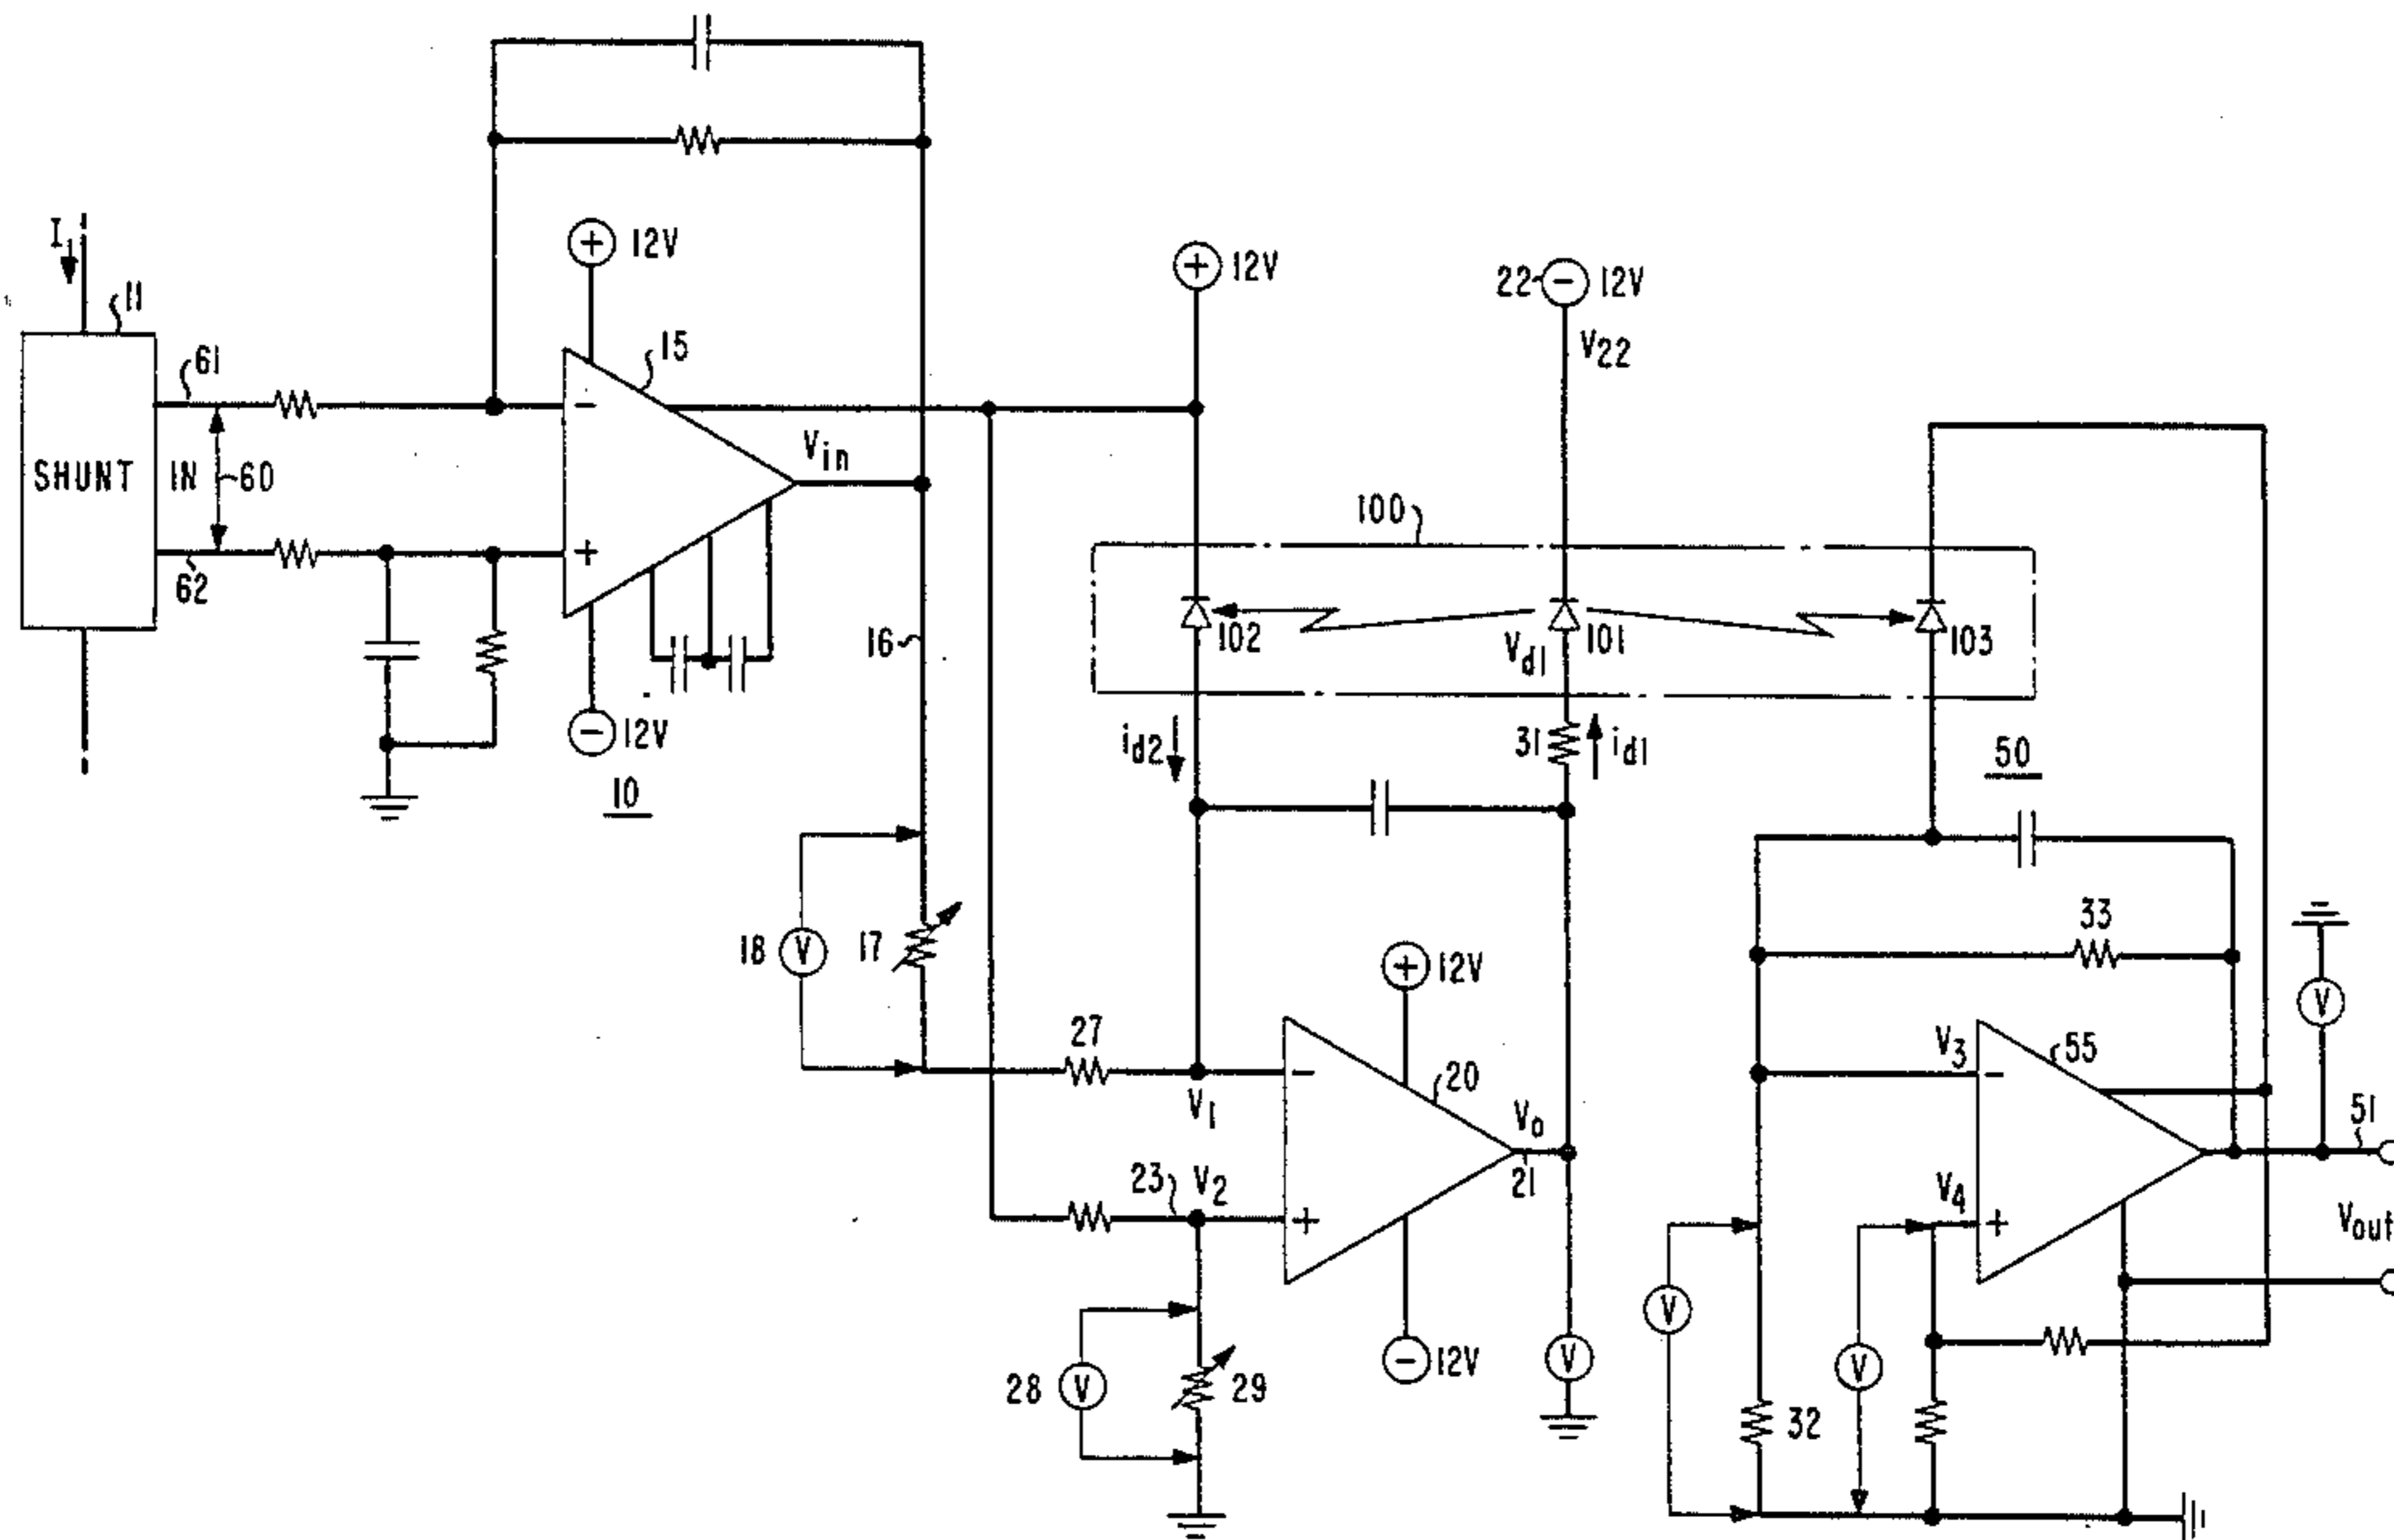 I
11
+ 12V
15
+ 12V
22 − 12V
V22
61
−
Vin
SHUNT
IN
60
100
62
+
16
102
Vd1
101
103
− 12V
10
id2
31
id1
50
18
V
17
33
+ 12V
V
27
V1
−
20
V3
−
55
V0
21
51
23
V2
+
V4
+
Vout
V
28
V
29
− 12V
V
V
32